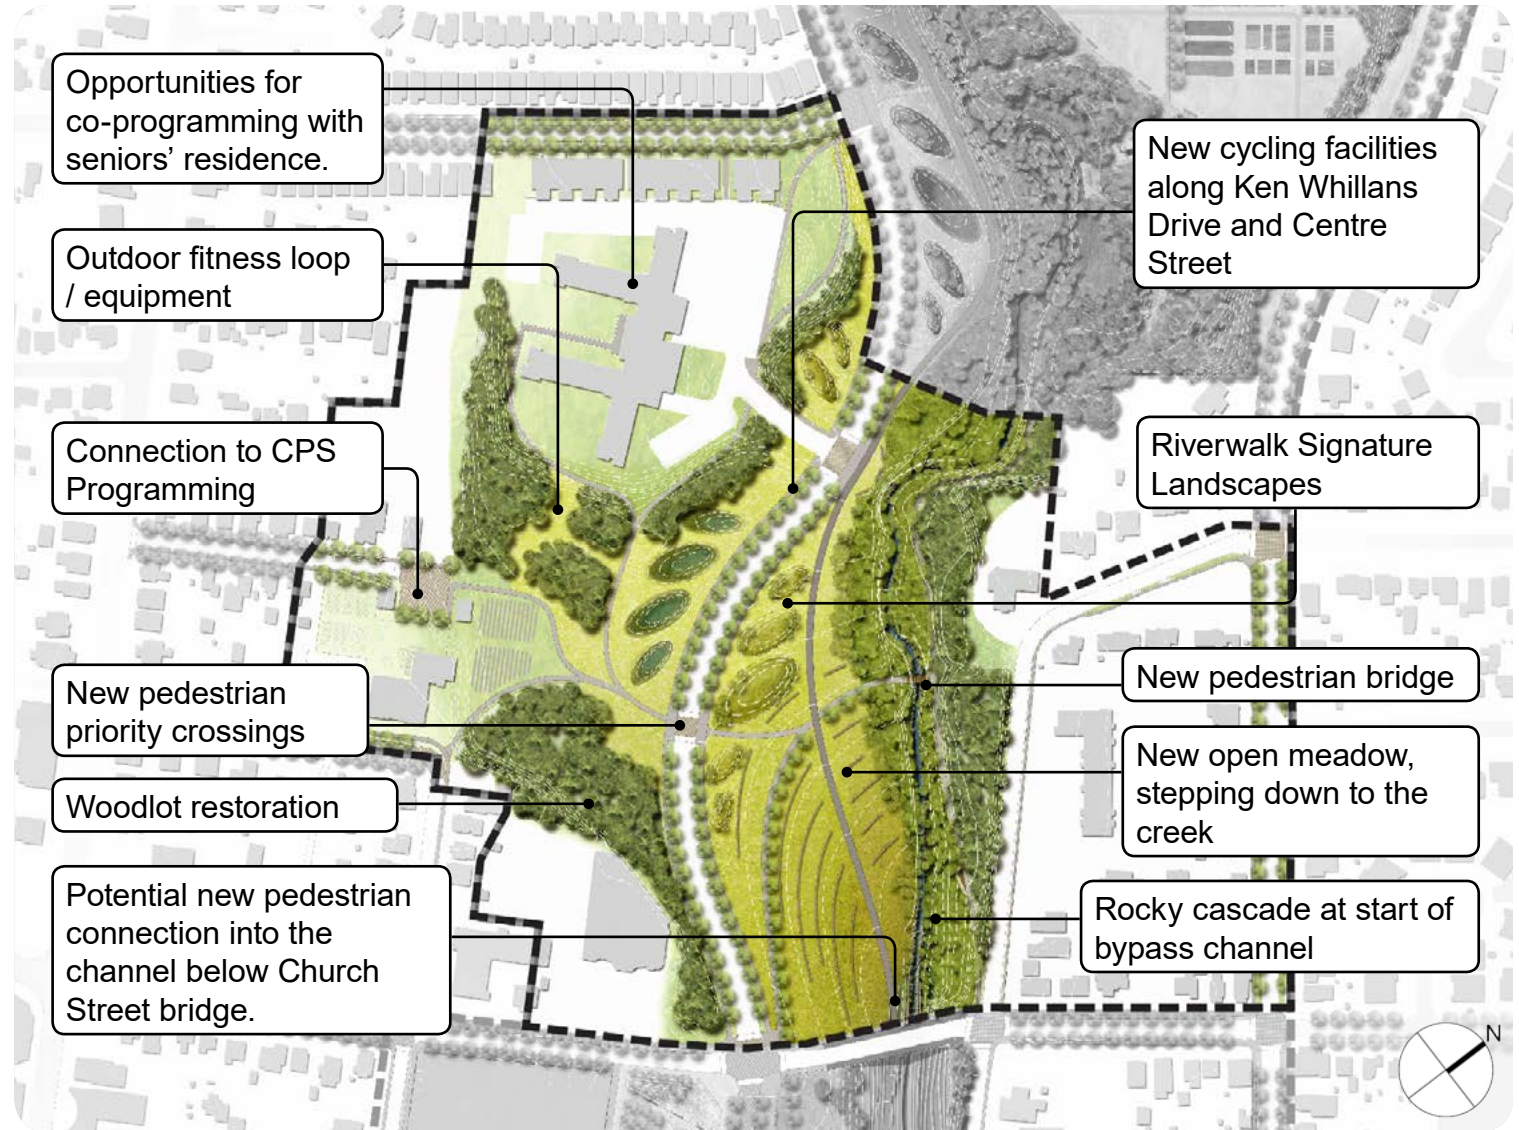 Opportunities for
co-programming with
seniors’ residence.
Outdoor fitness loop
/ equipment
Connection to CPS
Programming
New pedestrian
priority crossings
Woodlot restoration
Potential new pedestrian
connection into the
channel below Church
Street bridge.
New cycling facilities
along Ken Whillans
Drive and Centre
Street
Riverwalk Signature
Landscapes
New pedestrian bridge
New open meadow,
stepping down to the
creek
Rocky cascade at start of
bypass channel
N